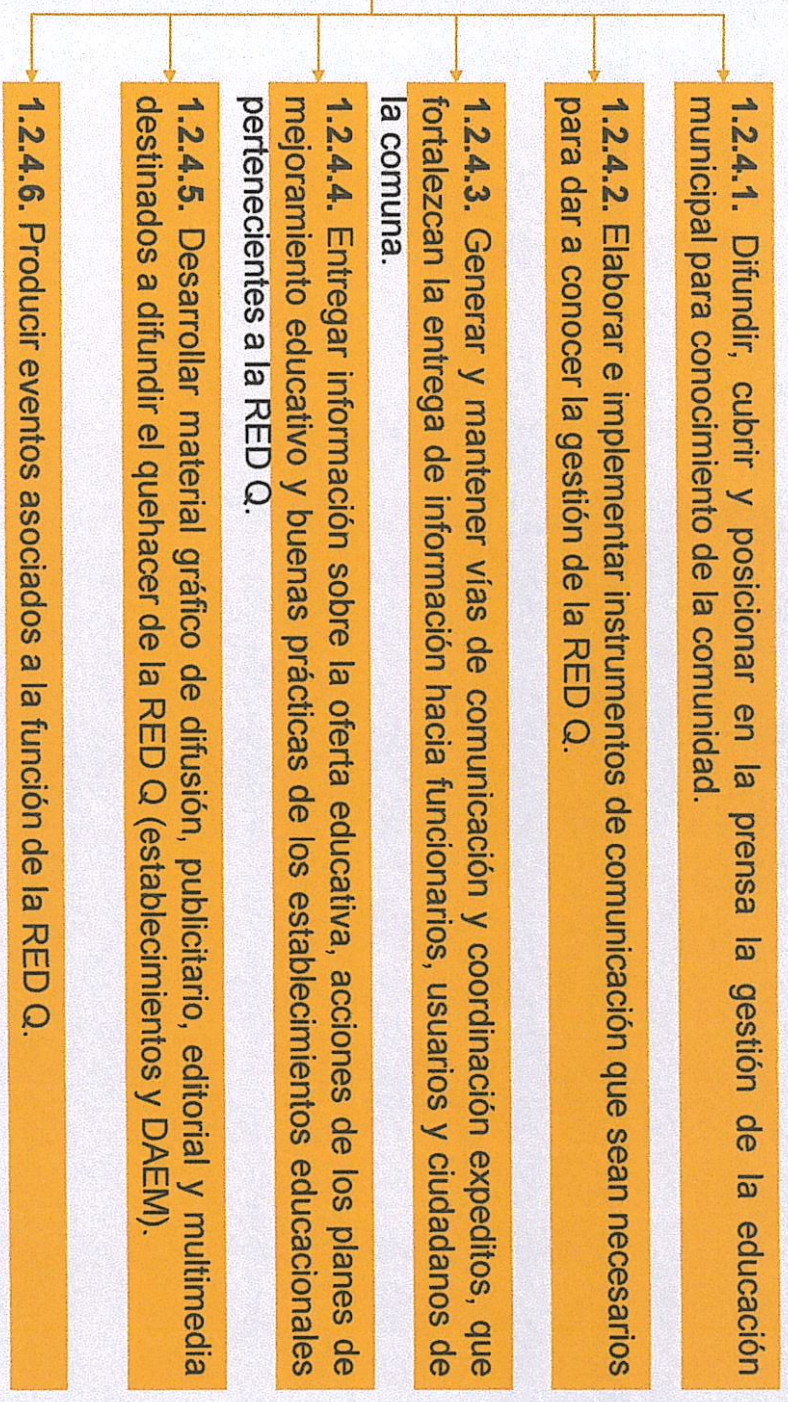 1.2.4.1. Difundir, cubrir y posicionar en la prensa la gestión de la educación
municipal para conocimiento de la comunidad.
1.2.4.2. Elaborar e implementar instrumentos de comunicación que sean necesarios
para dar a conocer la gestión de la RED Q.
1.2.4.3. Generar y mantener vías de comunicación y coordinación expeditos, que
fortalezcan la entrega de información hacia funcionarios, usuarios y ciudadanos de
la comuna.
1.2.4.4. Entregar información sobre la oferta educativa, acciones de los planes de
mejoramiento educativo y buenas prácticas de los establecimientos educacionales
pertenecientes a la RED Q.
1.2.4.5. Desarrollar material gráfico de difusión, publicitario, editorial y multimedia
destinados a difundir el quehacer de la RED Q (establecimientos y DAEM).
1.2.4.6. Producir eventos asociados a la función de la RED Q.